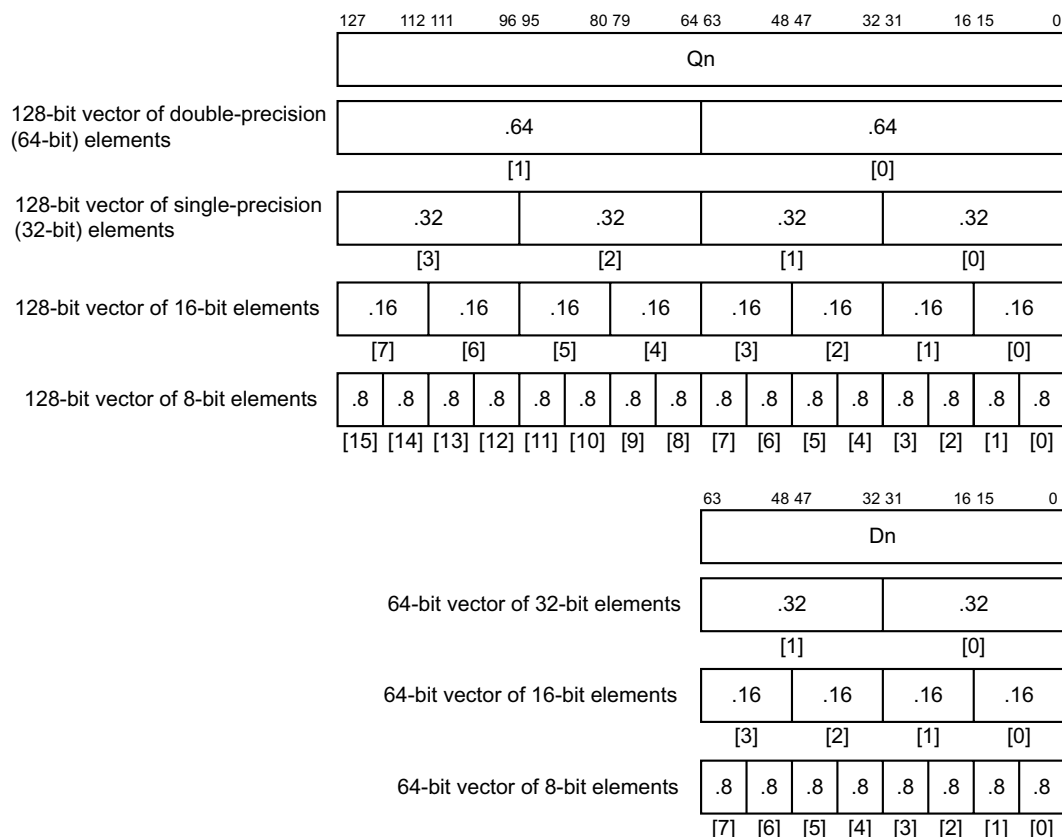 127 112 111 96 95 80 79 64 63 48 47 32 31 16 15 0
Qn
128-bit vector of double-precision
(64-bit) elements
.64 .64
[1] [0]
128-bit vector of single-precision
(32-bit) elements
.32 .32 .32 .32
[3] [2] [1] [0]
128-bit vector of 16-bit elements
.16 .16 .16 .16 .16 .16 .16 .16
[7] [6] [5] [4] [3] [2] [1] [0]
128-bit vector of 8-bit elements
.8 .8 .8 .8 .8 .8 .8 .8 .8 .8 .8 .8 .8 .8 .8 .8
[15] [14] [13] [12] [11] [10] [9] [8] [7] [6] [5] [4] [3] [2] [1] [0]
63 48 47 32 31 16 15 0
Dn
64-bit vector of 32-bit elements
.32 .32
[1] [0]
64-bit vector of 16-bit elements
.16 .16 .16 .16
[3] [2] [1] [0]
64-bit vector of 8-bit elements
.8 .8 .8 .8 .8 .8 .8 .8
[7] [6] [5] [4] [3] [2] [1] [0]